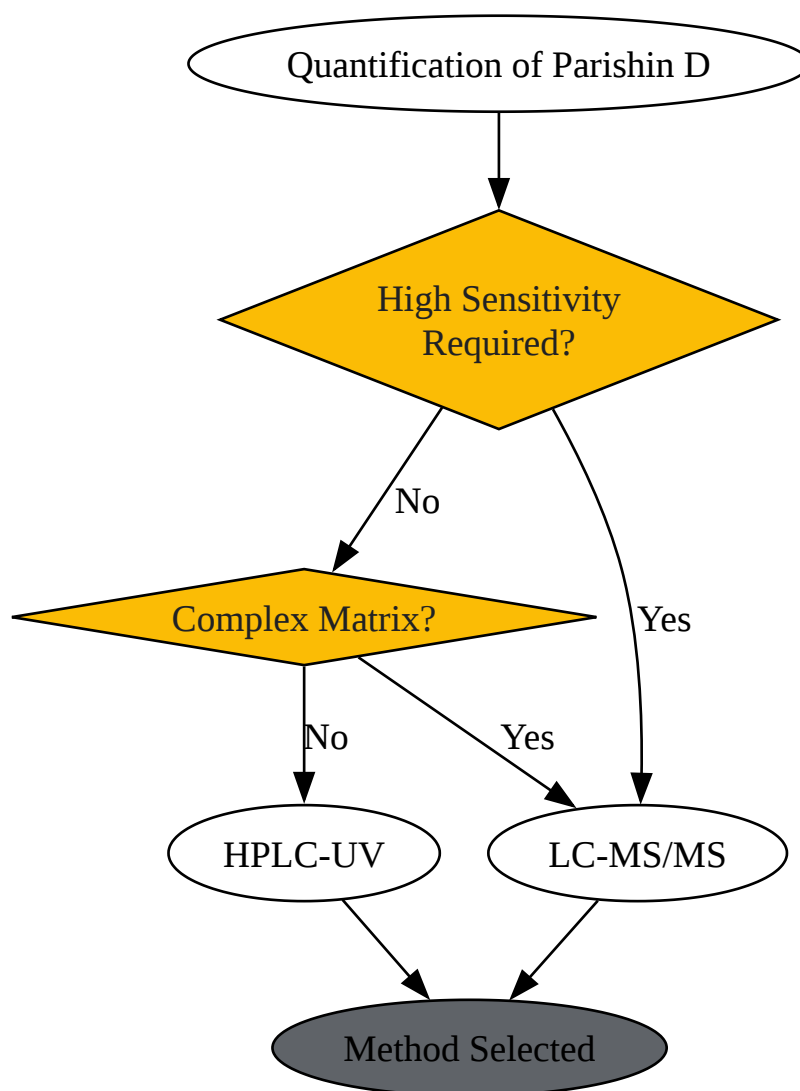 Quantification of Parishin D
High Sensitivity
Required?
No
Complex Matrix?
Yes
No
Yes
HPLC-UV
LC-MS/MS
Method Selected